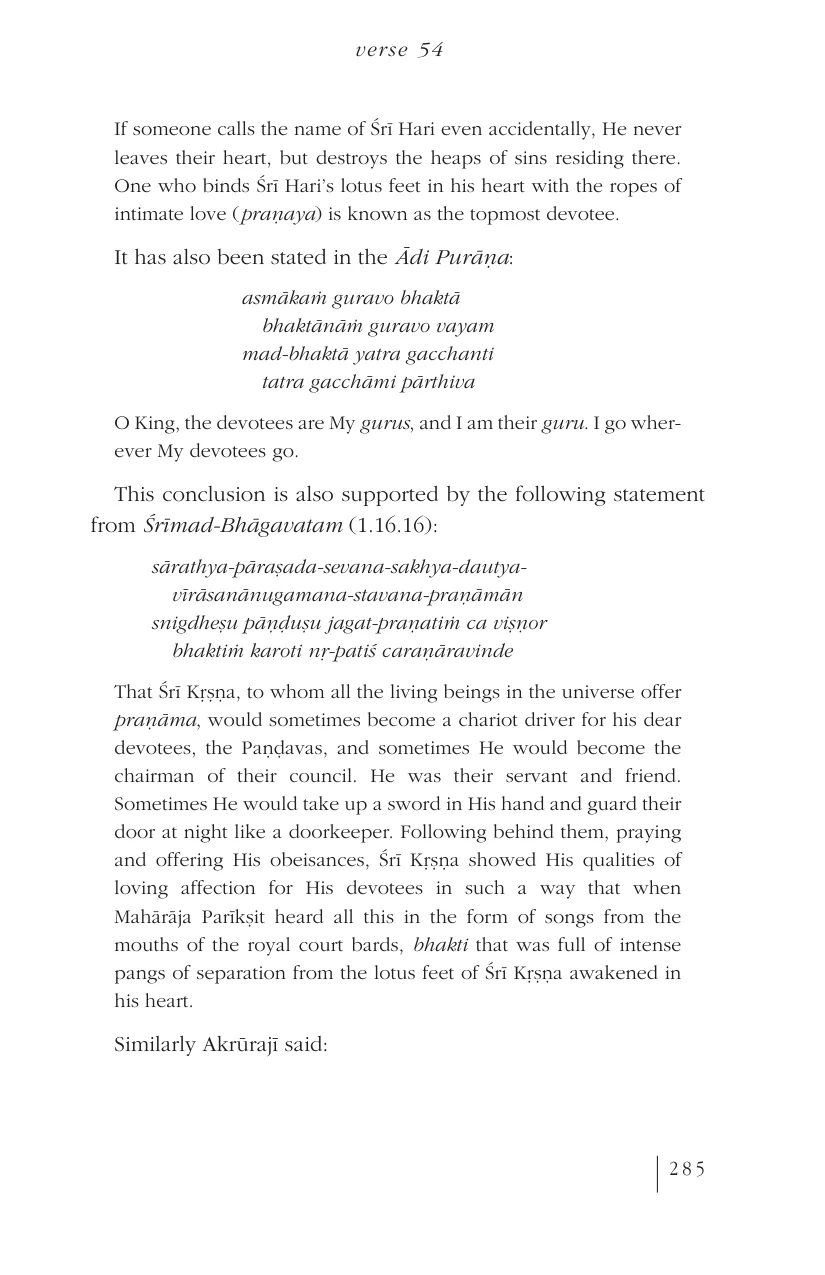 verse 54
If someone calls the name of Śrī Hari even accidentally, He never
leaves their heart, but destroys the heaps of sins residing there.
One who binds Śrī Hari’s lotus feet in his heart with the ropes of
intimate love (praṇaya) is known as the topmost devotee.
It has also been stated in the Ādi Purāṇa:
asmākaṁ guravo bhaktā
bhaktānāṁ guravo vayam
mad-bhaktā yatra gacchanti
tatra gacchāmi pārthiva
O King, the devotees are My gurus, and I am their guru. I go wher-
ever My devotees go.
This conclusion is also supported by the following statement
from Śrīmad-Bhāgavatam (1.16.16):
sārathya-pāraṣada-sevana-sakhya-dautya-
vīrāsanānugamana-stavana-praṇāmān
snigdheṣu pāṇḍuṣu jagat-praṇatiṁ ca viṣṇor
bhaktiṁ karoti nṛ-patiś caraṇāravinde
That Śrī Kṛṣṇa, to whom all the living beings in the universe offer
praṇāma, would sometimes become a chariot driver for his dear
devotees, the Paṇḍavas, and sometimes He would become the
chairman of their council. He was their servant and friend.
Sometimes He would take up a sword in His hand and guard their
door at night like a doorkeeper. Following behind them, praying
and offering His obeisances, Śrī Kṛṣṇa showed His qualities of
loving affection for His devotees in such a way that when
Mahārāja Parīkṣit heard all this in the form of songs from the
mouths of the royal court bards, bhakti that was full of intense
pangs of separation from the lotus feet of Śrī Kṛṣṇa awakened in
his heart.
Similarly Akrūrajī said:
285